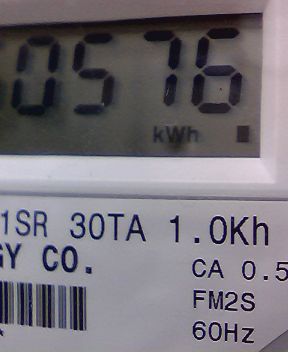 0576
kWh
1SR 30TA 1.0Kh
GY CO.
CA 0.5
FM2S
60Hz